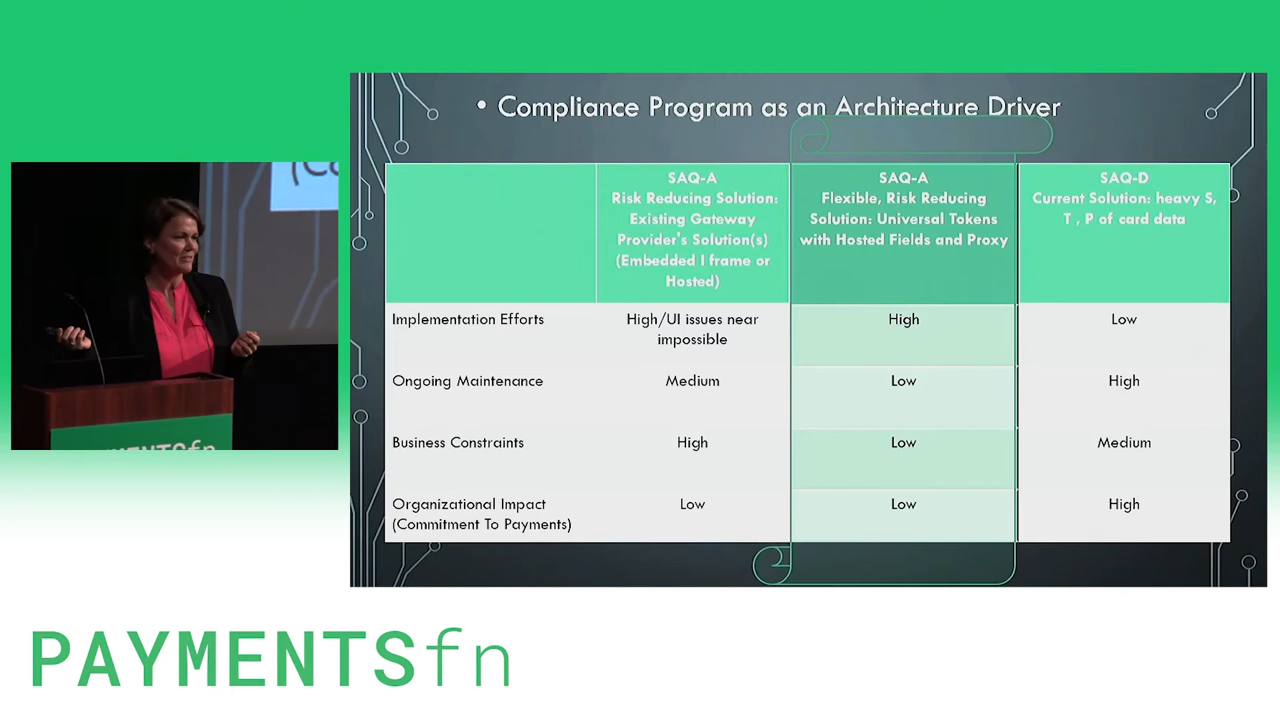 • Compliance Program as an Architecture Driver
SAQ-A
Risk Reducing Solution:
Existing Gateway
Provider's Solution(s)
(Embedded I frame or
Hosted)
SAQ-A
Flexible, Risk Reducing
Solution: Universal Tokens
with Hosted Fields and Proxy
SAQ-D
Current Solution: heavy S,
T , P of card data
Implementation Efforts
High/UI issues near
impossible
High
Low
Ongoing Maintenance
Medium
Low
High
Business Constraints
High
Low
Medium
Organizational Impact
(Commitment To Payments)
Low
Low
High
PAYMENTSfn